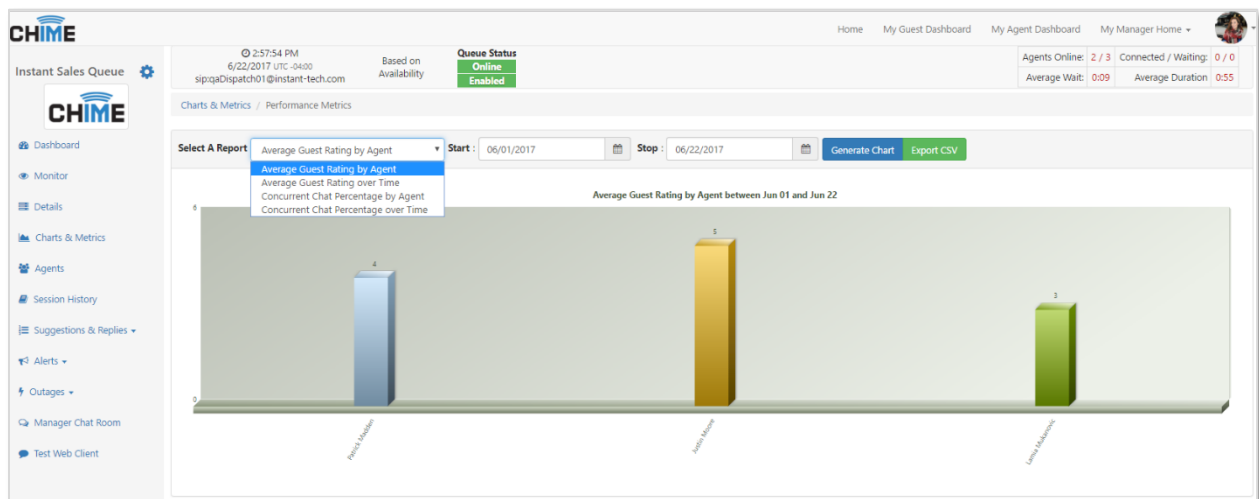 CHIME
Home My Guest Dashboard My Agent Dashboard My Manager Home
Instant Sales Queue
CHIME
Dashboard
Monitor
Details
Charts & Metrics
Agents
Session History
Suggestions & Replies
Alerts
Outages
Manager Chat Room
Test Web Client
2:57:54 PM
6/22/2017 UTC -04:00
sip:qaDispatch01@instant-tech.com
Based on
Availability
Queue Status
Online
Enabled
Agents Online: 2 / 3 Connected / Waiting: 0 / 0
Average Wait: 0:09 Average Duration 0:55
Charts & Metrics / Performance Metrics
Select A Report Average Guest Rating by Agent Start : 06/01/2017 Stop : 06/22/2017 Generate Chart Export CSV
Average Guest Rating by Agent
Average Guest Rating over Time
Concurrent Chat Percentage by Agent
Concurrent Chat Percentage over Time
Average Guest Rating by Agent between Jun 01 and Jun 22
6
5
4
3
0
Patrick Madden
Justin Moore
Lamia Mukanovic